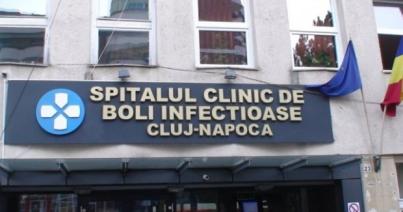 SPITALUL CLINIC DE
BOLI INFECTIOASE
CLUJ-NAPOCA